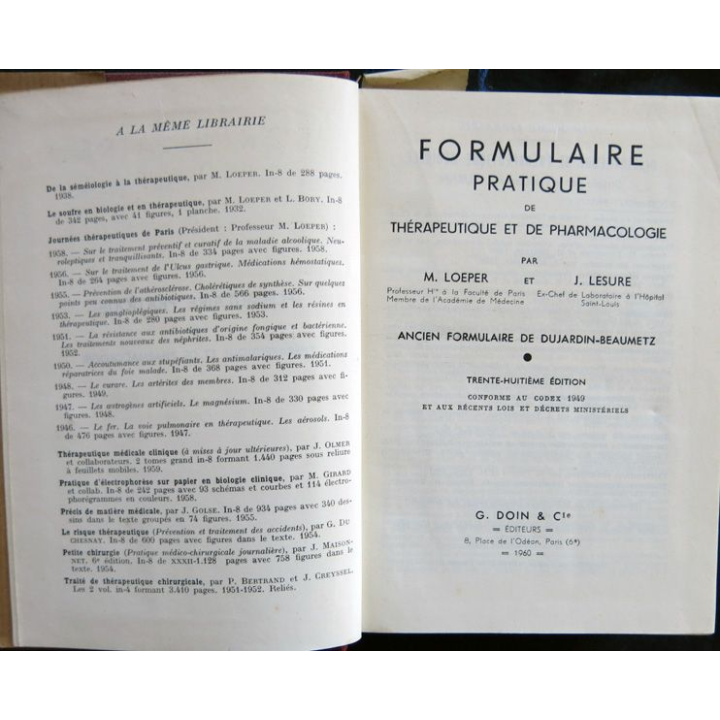 A LA MÊME LIBRAIRIE
De la séméiologie à la thérapeutique, par M. LOEPER. In-8 de 288 pages.
1938.
Le soufre en biologie et en thérapeutique, par M. LOEPER et L. BORY. In-8
de 342 pages, avec 41 figures, 1 planche. 1932.
Journées thérapeutiques de Paris (Président : Professeur M. LOEPER) :
1958. — Sur le traitement préventif et curatif de la maladie alcoolique. Neu-
roleptiques et tranquillisants. In-8 de 334 pages avec figures. 1958.
1956. — Sur le traitement de l'Ulcus gastrique. Médications hémostatiques.
In-8 de 264 pages avec figures. 1956.
1955. — Prévention de l'athérosclérose. Cholérétiques de synthèse. Sur quelques
points peu connus des antibiotiques. In-8 de 566 pages. 1956.
1953. — Les ganglioplégiques. Les régimes sans sodium et les résines en
thérapeutique. In-8 de 280 pages avec figures. 1953.
1951. — La résistance aux antibiotiques d'origine fongique et bactérienne.
Les traitements nouveaux des néphrites. In-8 de 354 pages avec figures.
1952.
1950. — Accoutumance aux stupéfiants. Les antimalariques. Les médications
réparatrices du foie malade. In-8 de 368 pages avec figures. 1951.
1948. — Le curare. Les artérites des membres. In-8 de 312 pages avec fi-
gures. 1949.
1947. — Les œstrogènes artificiels. Le magnésium. In-8 de 330 pages avec
figures. 1948.
1946. — Le fer. La voie pulmonaire en thérapeutique. Les aérosols. In-8
de 476 pages avec figures. 1947.
Thérapeutique médicale clinique (à mises à jour ultérieures), par J. OLMER
et collaborateurs. 2 tomes grand in-8 formant 1.440 pages sous reliure
à feuillets mobiles. 1959.
Pratique d'électrophorèse sur papier en biologie clinique, par M. GIRARD
et collab. In-8 de 242 pages avec 93 schémas et courbes et 114 électro-
phorégrammes en couleurs. 1958.
Précis de matière médicale, par J. GOLSE. In-8 de 934 pages avec 340 des-
sins dans le texte groupés en 74 figures. 1955.
Le risque thérapeutique (Prévention et traitement des accidents), par G. DU-
CHESNAY. In-8 de 600 pages avec figures dans le texte. 1954.
Petite chirurgie (Pratique médico-chirurgicale journalière), par J. MAISON-
NET. 6e édition. In-8 de XXXII-1.128 pages avec 758 figures dans le
texte. 1954.
Traité de thérapeutique chirurgicale, par P. BERTRAND et J. CREYSSEL.
Les 2 vol. in-4 formant 3.410 pages. 1951-1952. Reliés.
FORMULAIRE
PRATIQUE
DE
THÉRAPEUTIQUE ET DE PHARMACOLOGIE
PAR
M. LOEPER ET J. LESURE
Professeur Hre à la Faculté de Paris Ex-Chef de Laboratoire à l'Hôpital
Membre de l'Académie de Médecine Saint-Louis
ANCIEN FORMULAIRE DE DUJARDIN-BEAUMETZ
TRENTE-HUITIÈME ÉDITION
CONFORME AU CODEX 1949
ET AUX RÉCENTS LOIS ET DÉCRETS MINISTÉRIELS
G. DOIN & Cie
= ÉDITEURS =
8, Place de l'Odéon, Paris (6e)
= 1960 =